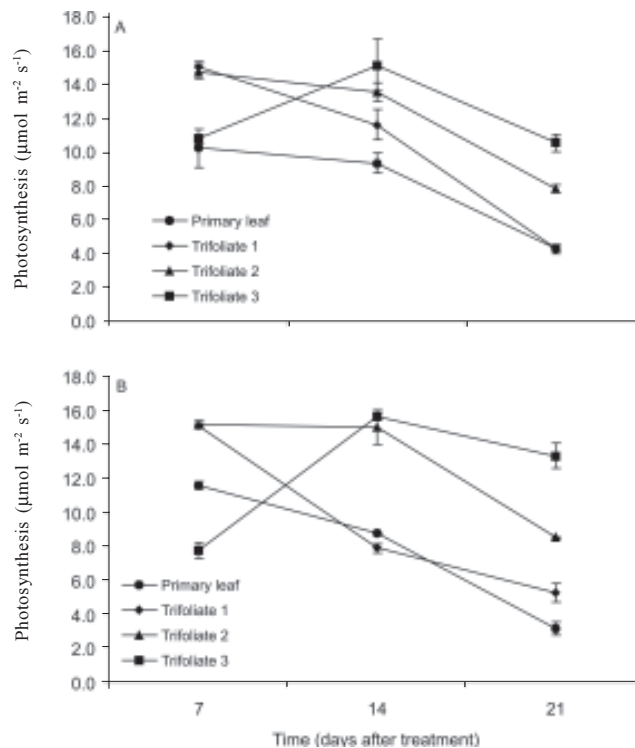 18.0
A
16.0
14.0
12.0
10.0
8.0
6.0
4.0
2.0
0.0
Photosynthesis (μmol m⁻² s⁻¹)
Primary leaf
Trifoliate 1
Trifoliate 2
Trifoliate 3
18.0
B
16.0
14.0
12.0
10.0
8.0
6.0
4.0
2.0
0.0
Photosynthesis (μmol m⁻² s⁻¹)
Primary leaf
Trifoliate 1
Trifoliate 2
Trifoliate 3
7 14 21
Time (days after treatment)